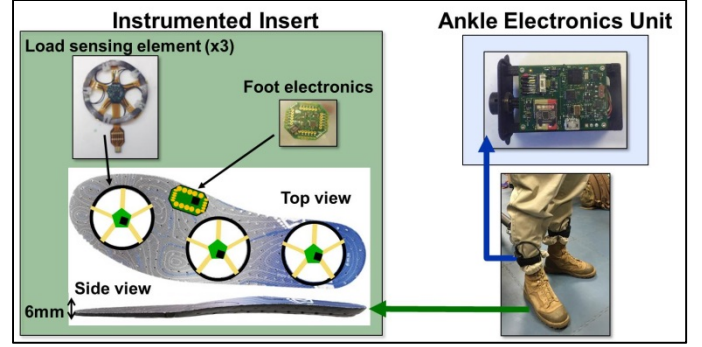 Instrumented Insert
Ankle Electronics Unit
Load sensing element (x3)
Foot electronics
Top view
Side view
6mm